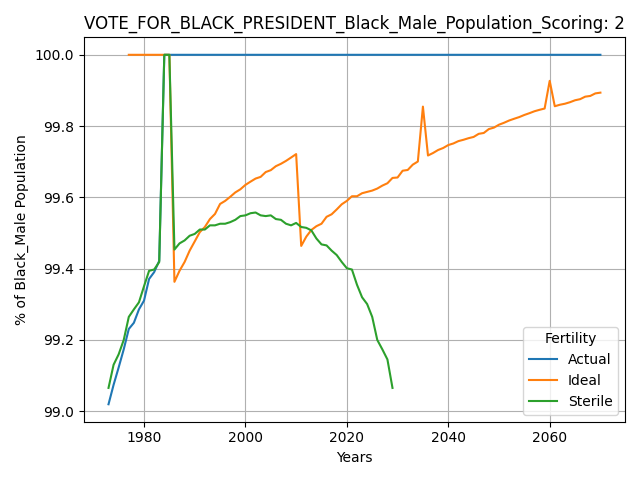 VOTE_FOR_BLACK_PRESIDENT_Black_Male_Population_Scoring: 2
100.0
99.8
99.6
99.4
99.2
99.0
% of Black_Male Population
1980 2000 2020 2040 2060
Years
Fertility
Actual
Ideal
Sterile